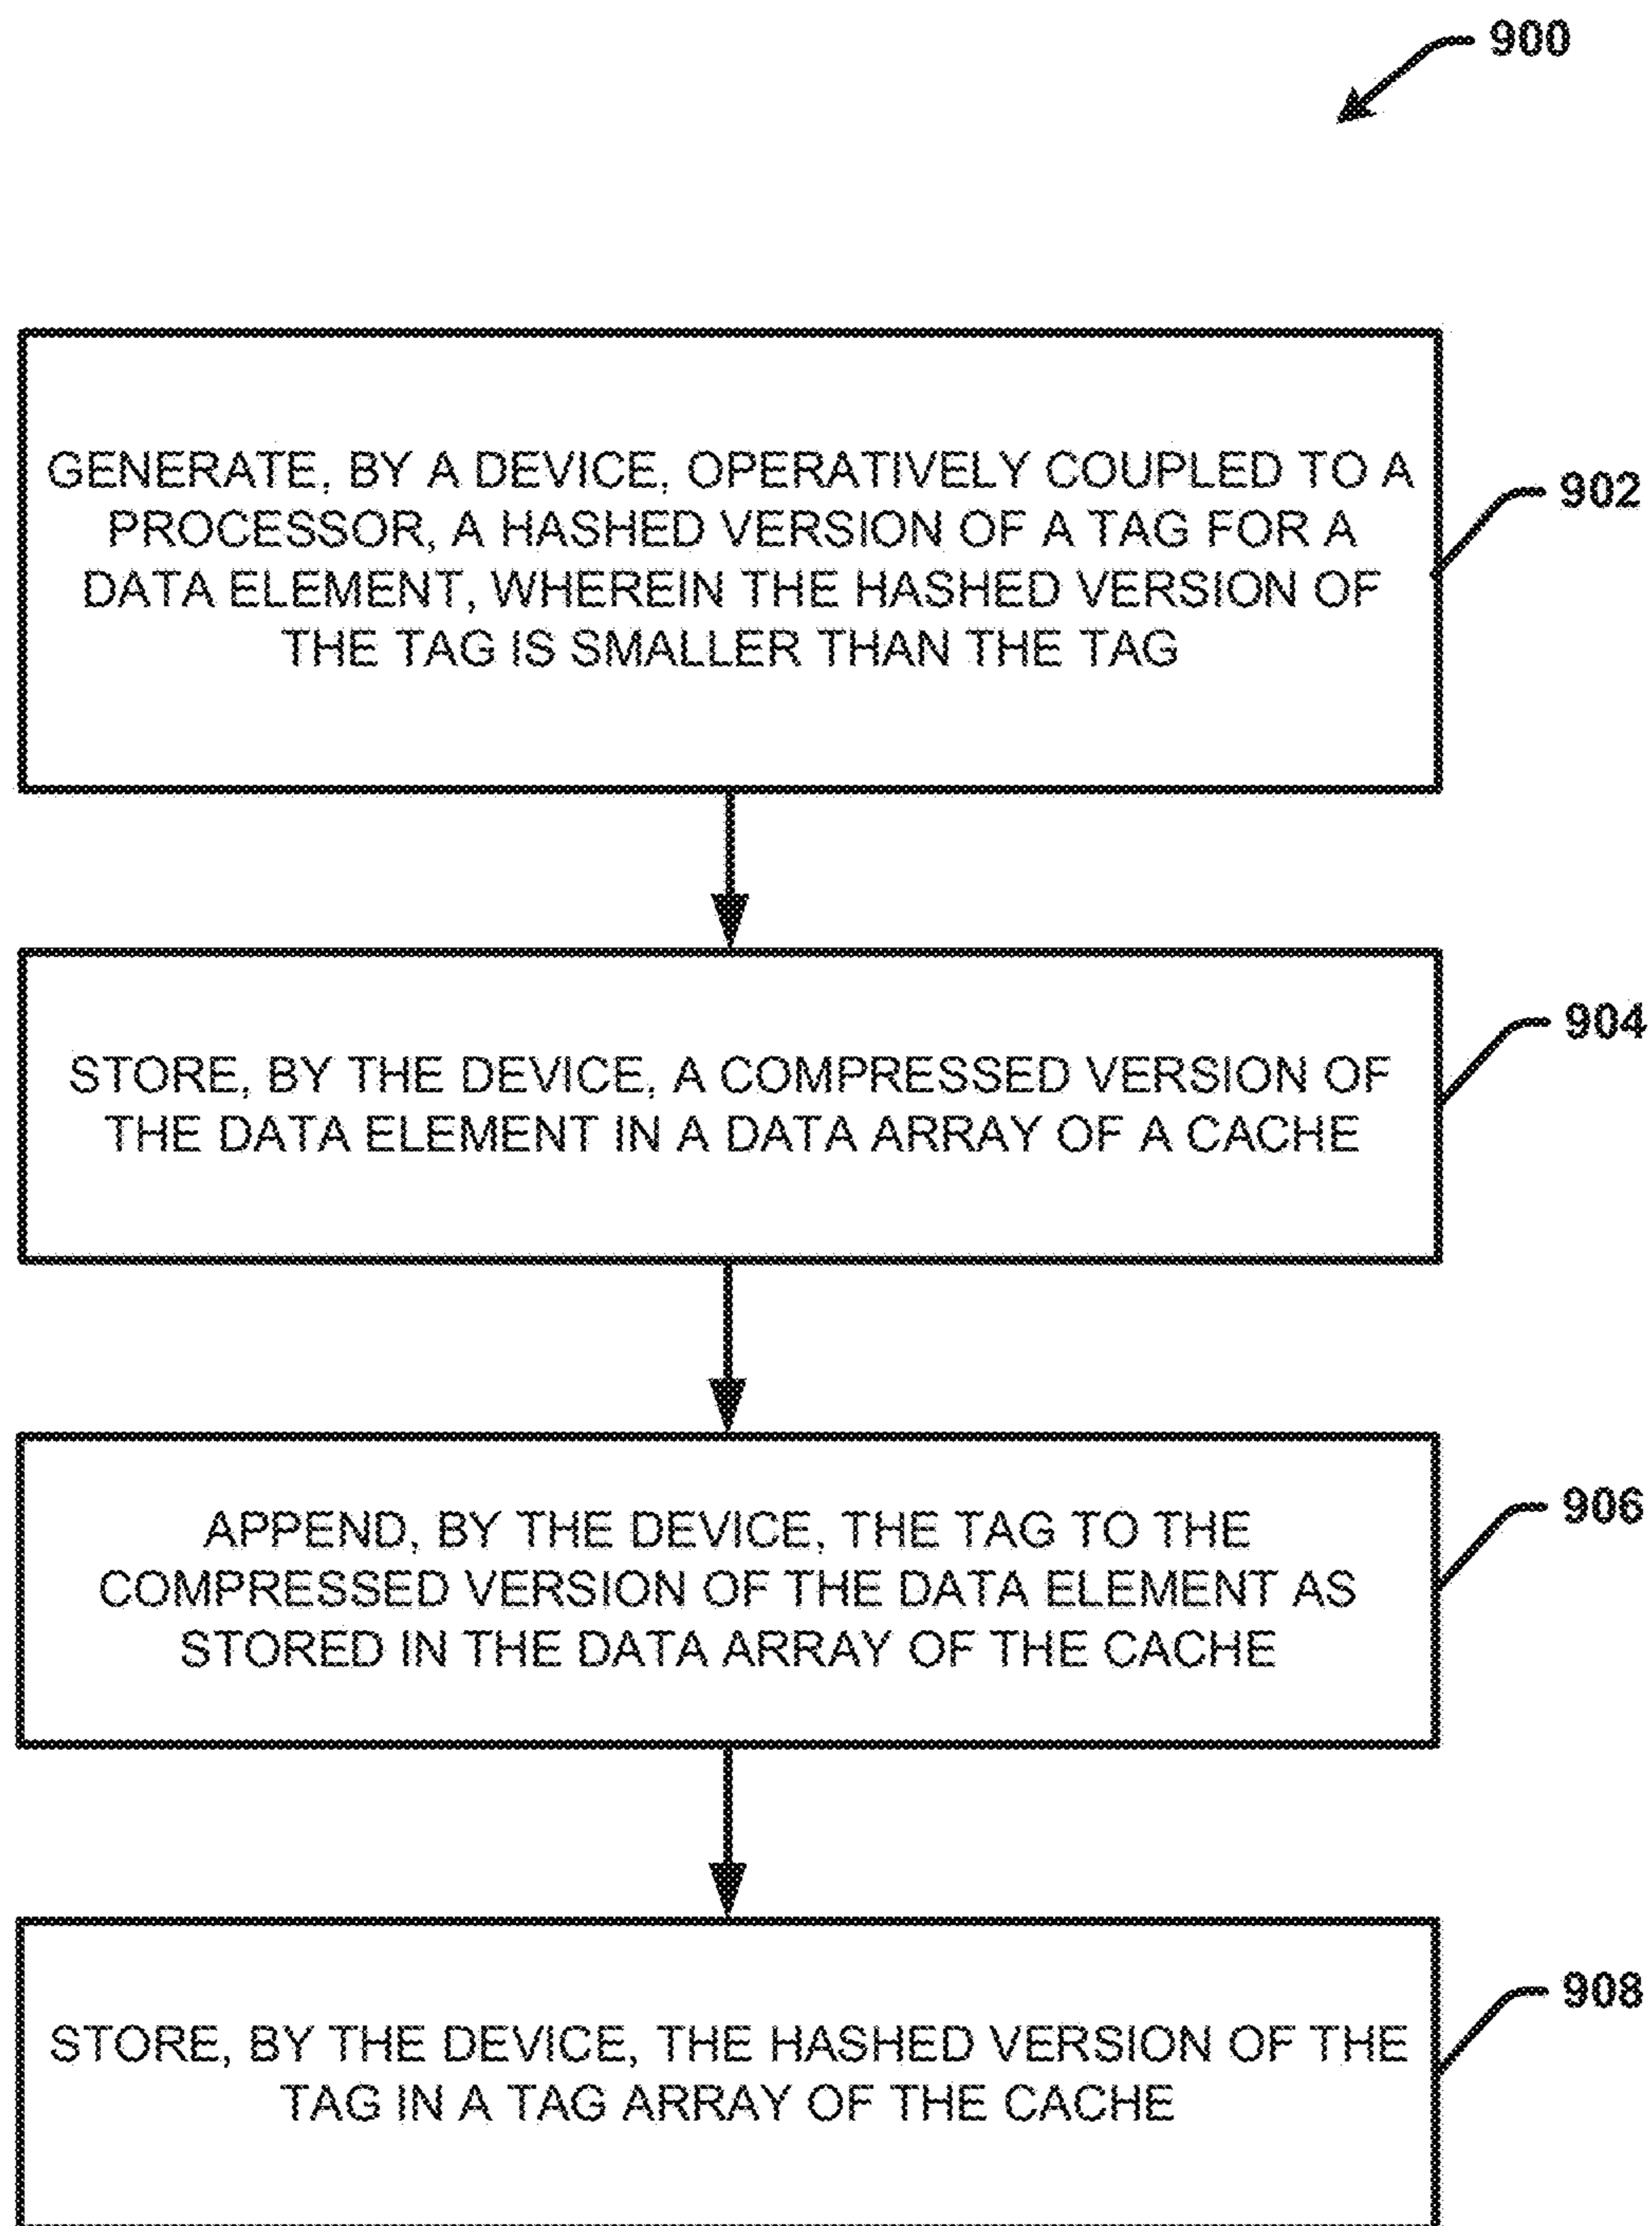 900
GENERATE, BY A DEVICE, OPERATIVELY COUPLED TO A
PROCESSOR, A HASHED VERSION OF A TAG FOR A
DATA ELEMENT, WHEREIN THE HASHED VERSION OF
THE TAG IS SMALLER THAN THE TAG
902
STORE, BY THE DEVICE, A COMPRESSED VERSION OF
THE DATA ELEMENT IN A DATA ARRAY OF A CACHE
904
APPEND, BY THE DEVICE, THE TAG TO THE
COMPRESSED VERSION OF THE DATA ELEMENT AS
STORED IN THE DATA ARRAY OF THE CACHE
906
STORE, BY THE DEVICE, THE HASHED VERSION OF THE
TAG IN A TAG ARRAY OF THE CACHE
908